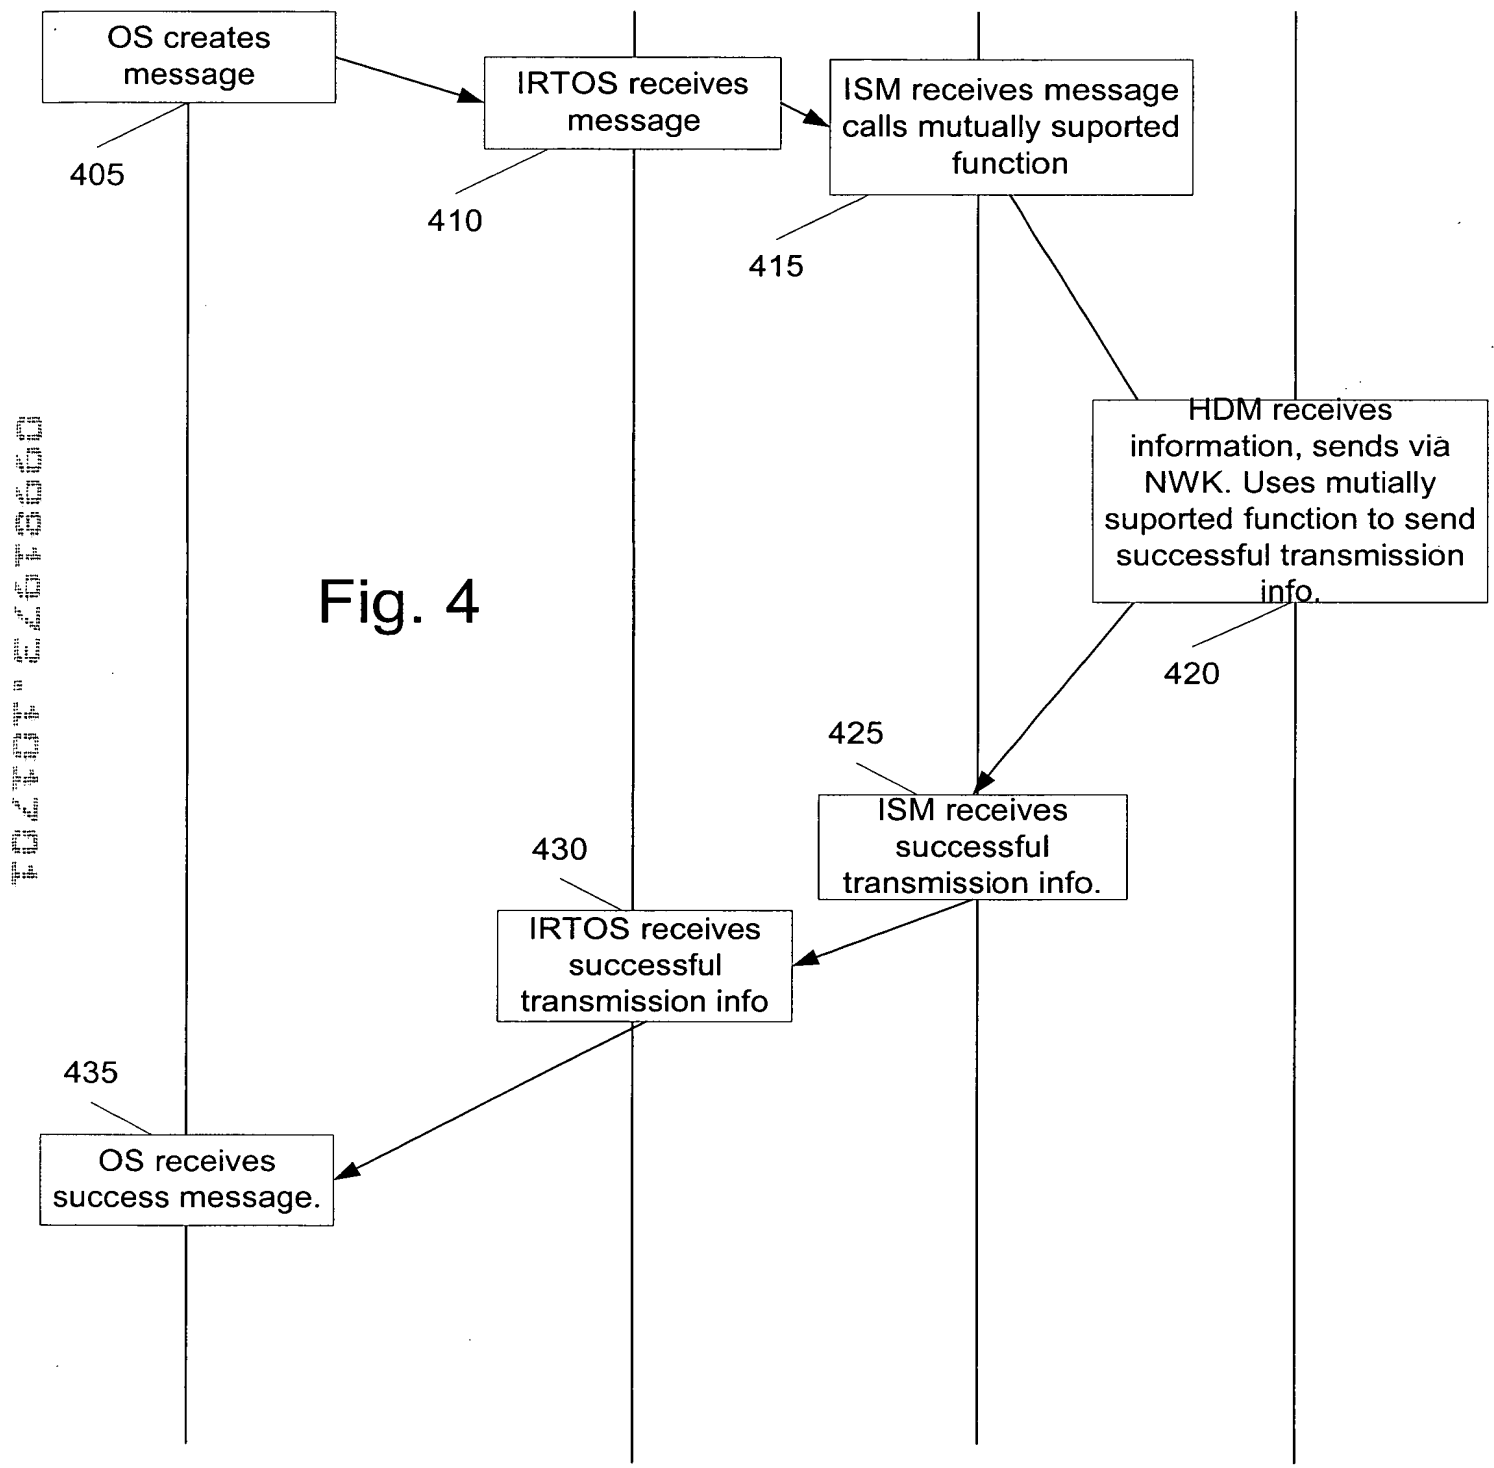 OS creates
message
405
IRTOS receives
message
410
ISM receives message
calls mutually suported
function
415
HDM receives
information, sends via
NWK. Uses mutially
suported function to send
successful transmission
info.
420
Fig. 4
425
ISM receives
successful
transmission info.
430
IRTOS receives
successful
transmission info
435
OS receives
success message.
09981973.101701